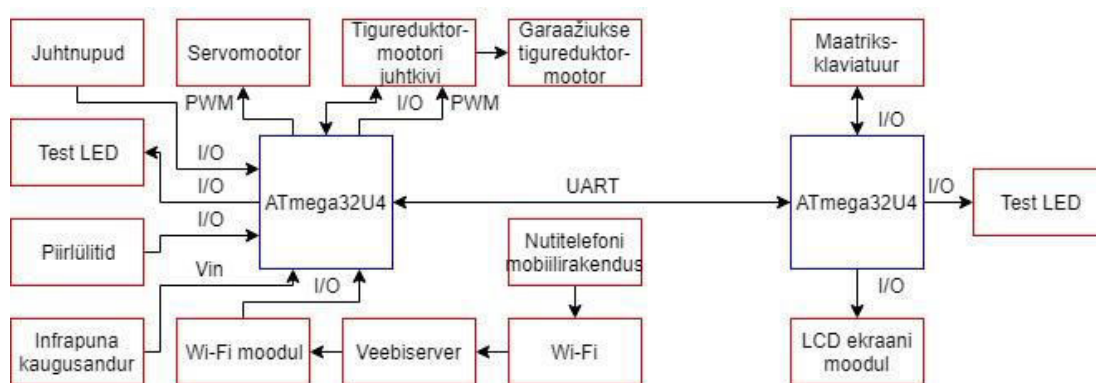 Juhtnupud
Servomootor
Tigureduktor-
mootori
juhtkivi
Garaažiukse
tigureduktor-
mootor
Maatriks-
klaviatuur
PWM
I/O
PWM
I/O
Test LED
I/O
I/O
ATmega32U4
UART
ATmega32U4
I/O
Test LED
Piirlülitid
I/O
Vin
I/O
Nutitelefoni
mobiilirakendus
I/O
Infrapuna
kaugusandur
Wi-Fi moodul
Veebiserver
Wi-Fi
LCD ekraani
moodul